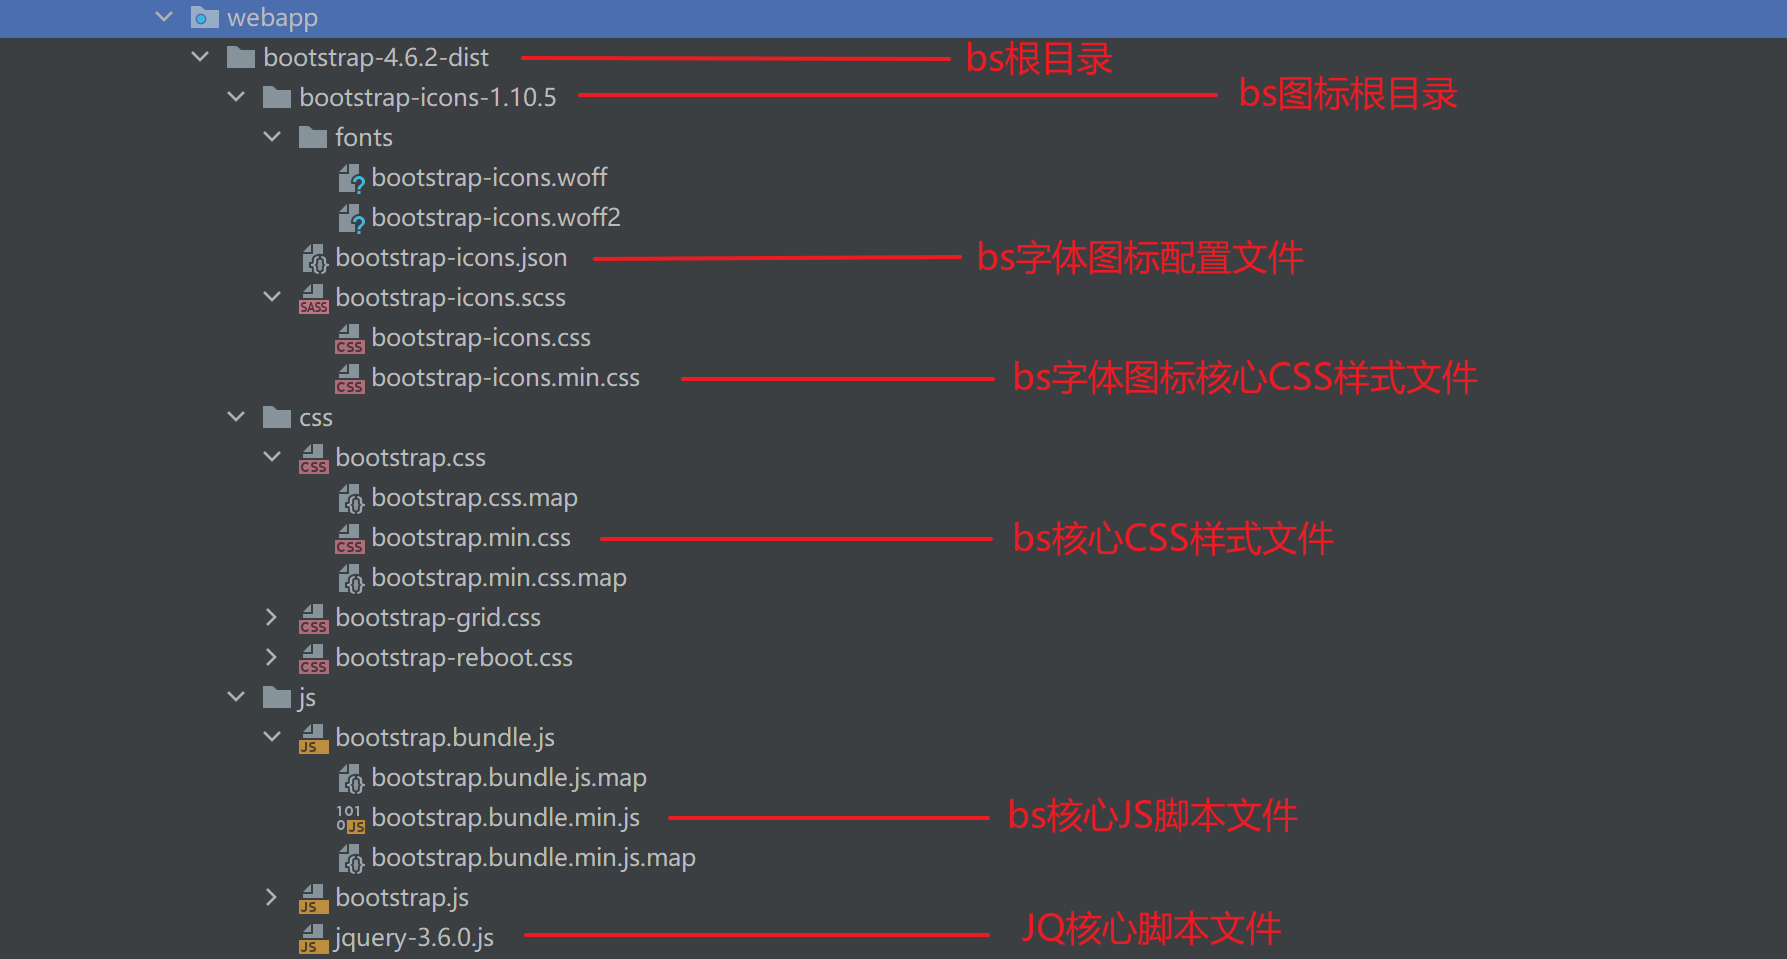 webapp
bootstrap-4.6.2-dist bs根目录
bootstrap-icons-1.10.5 bs图标根目录
fonts
bootstrap-icons.woff
bootstrap-icons.woff2
bootstrap-icons.json bs字体图标配置文件
SASS bootstrap-icons.scss
CSS bootstrap-icons.css
CSS bootstrap-icons.min.css bs字体图标核心CSS样式文件
css
CSS bootstrap.css
bootstrap.css.map
CSS bootstrap.min.css bs核心CSS样式文件
bootstrap.min.css.map
CSS bootstrap-grid.css
CSS bootstrap-reboot.css
js
JS bootstrap.bundle.js
bootstrap.bundle.js.map
101 0 JS bootstrap.bundle.min.js bs核心JS脚本文件
bootstrap.bundle.min.js.map
JS bootstrap.js
JS jquery-3.6.0.js JQ核心脚本文件